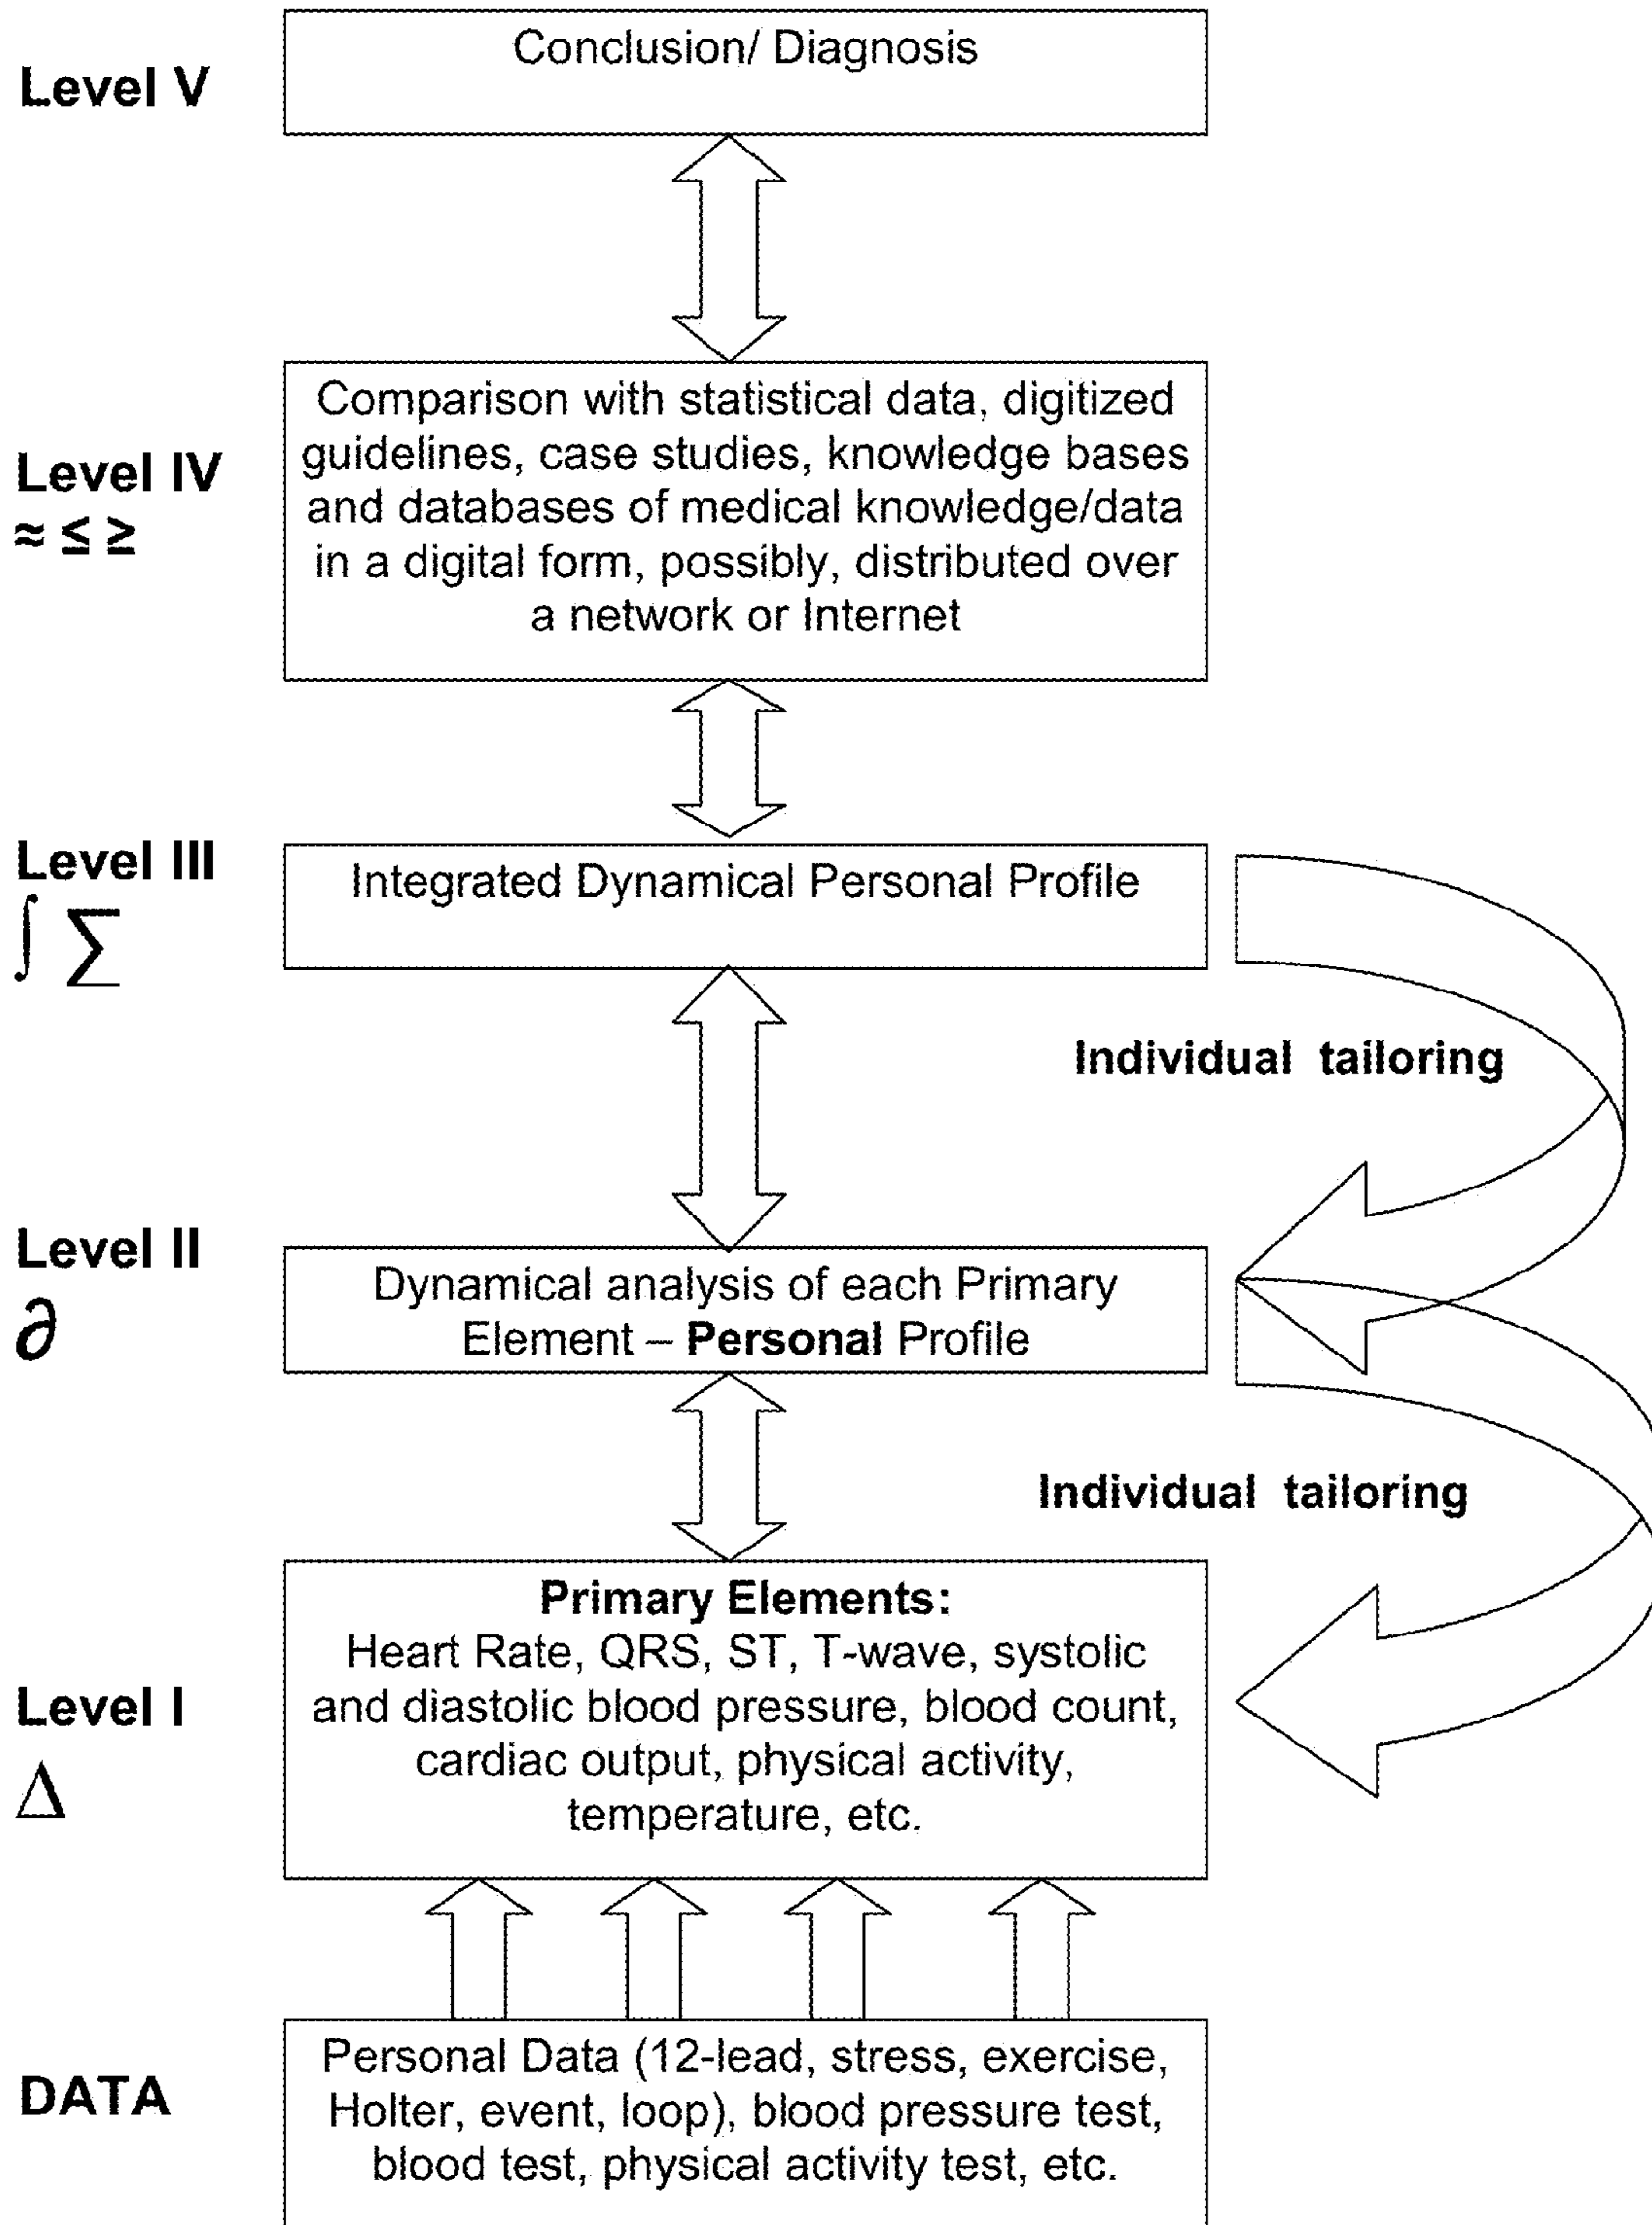 Level V
Conclusion/ Diagnosis
Level IV
≈ ≤ ≥
Comparison with statistical data, digitized
guidelines, case studies, knowledge bases
and databases of medical knowledge/data
in a digital form, possibly, distributed over
a network or Internet
Level III
∫ ∑
Integrated Dynamical Personal Profile
Individual tailoring
Level II
∂
Dynamical analysis of each Primary
Element – Personal Profile
Individual tailoring
Level I
Δ
Primary Elements:
Heart Rate, QRS, ST, T-wave, systolic
and diastolic blood pressure, blood count,
cardiac output, physical activity,
temperature, etc.
DATA
Personal Data (12-lead, stress, exercise,
Holter, event, loop), blood pressure test,
blood test, physical activity test, etc.